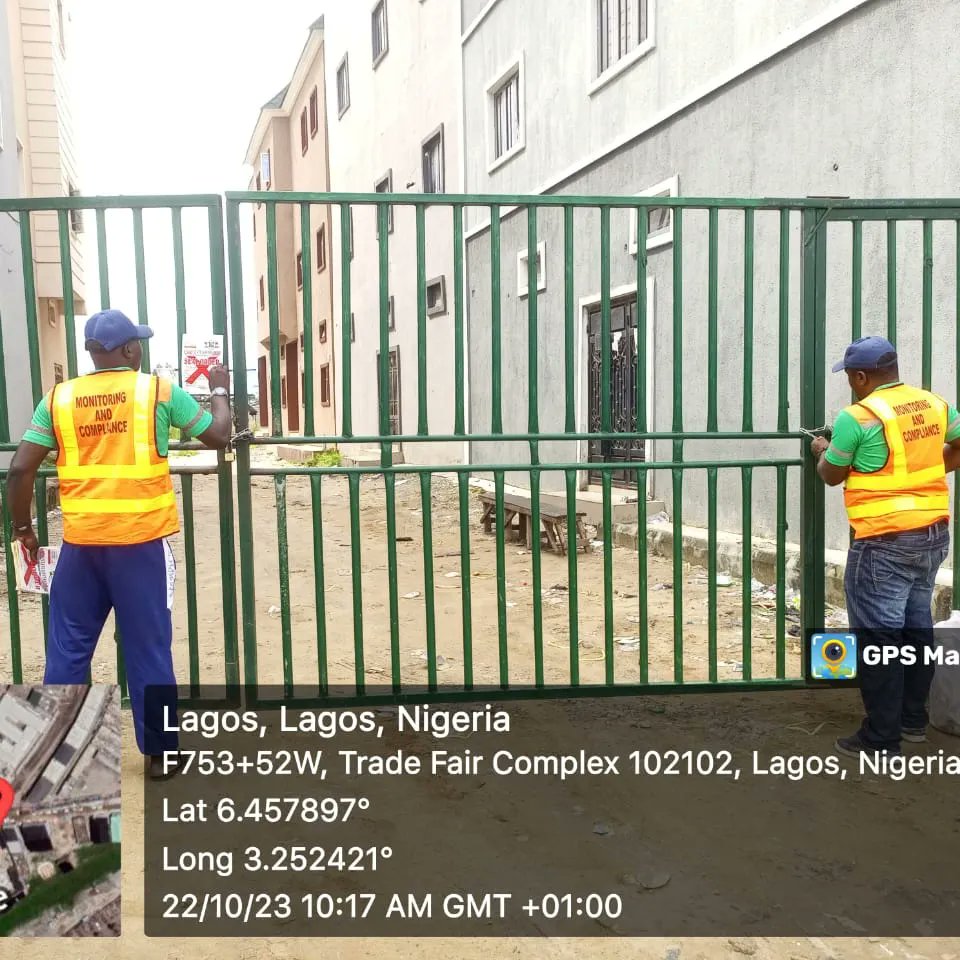 MONITORING
AND
COMPLIANCE
MONITORING
AND
COMPLIANCE
GPS Ma
Lagos, Lagos, Nigeria
F753+52W, Trade Fair Complex 102102, Lagos, Nigeria
Lat 6.457897°
Long 3.252421°
22/10/23 10:17 AM GMT +01:00